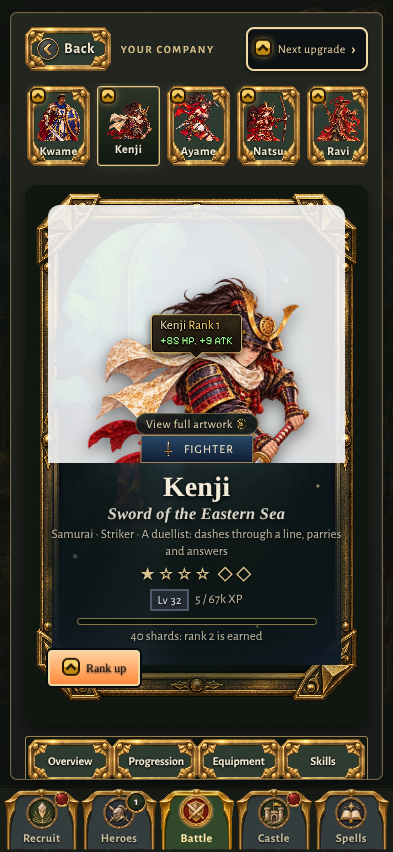 Back
YOUR COMPANY
Next upgrade ›
Kwame
Kenji
Ayame
Natsu
Ravi
Kenji Rank 1
+85 HP, +9 ATK
View full artwork
FIGHTER
Kenji
Sword of the Eastern Sea
Samurai · Striker · A duellist: dashes through a line, parries
and answers
Lv 32
5 / 67k XP
40 shards: rank 2 is earned
Rank up
Overview
Progression
Equipment
Skills
1
Recruit
Heroes
Battle
Castle
Spells